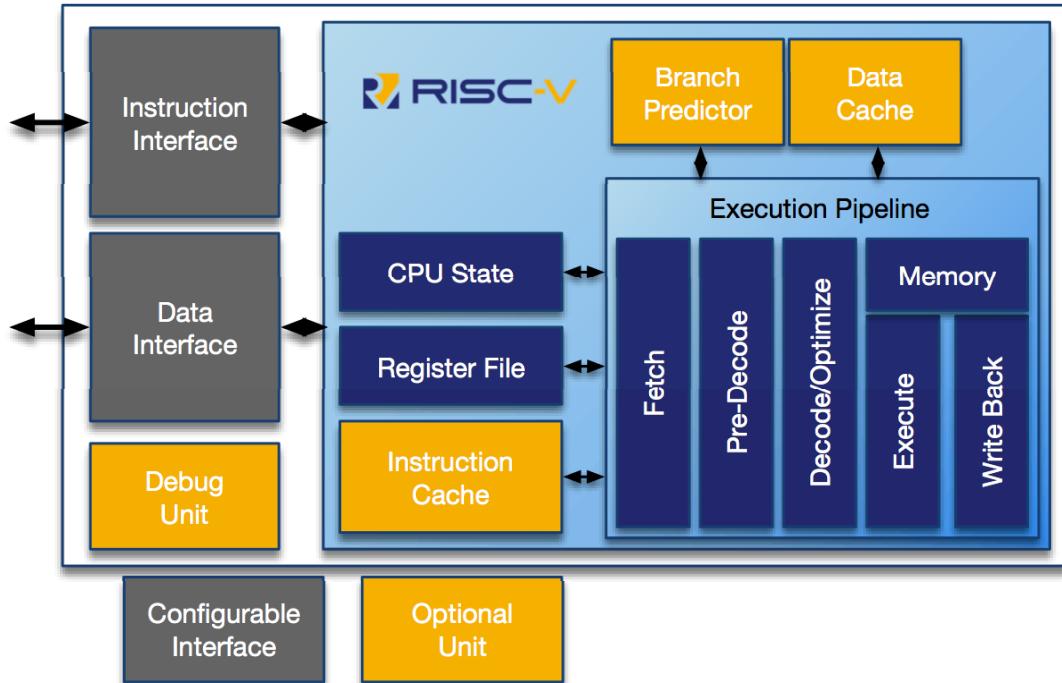 Instruction
Interface
RISC-V
Branch
Predictor
Data
Cache
Execution Pipeline
CPU State
Data
Interface
Register File
Instruction
Cache
Fetch
Pre-Decode
Decode/Optimize
Memory
Execute
Write Back
Debug
Unit
Configurable
Interface
Optional
Unit